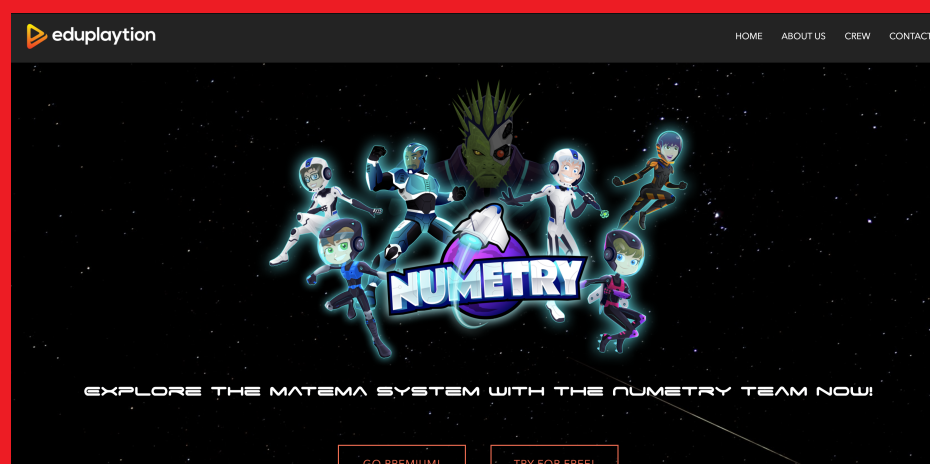 eduplaytion
HOME ABOUT US CREW CONTACT
NUMETRY
EXPLORE THE MATEMA SYSTEM WITH THE NUMETRY TEAM NOW!
GO PREMIUM! TRY FOR FREE!